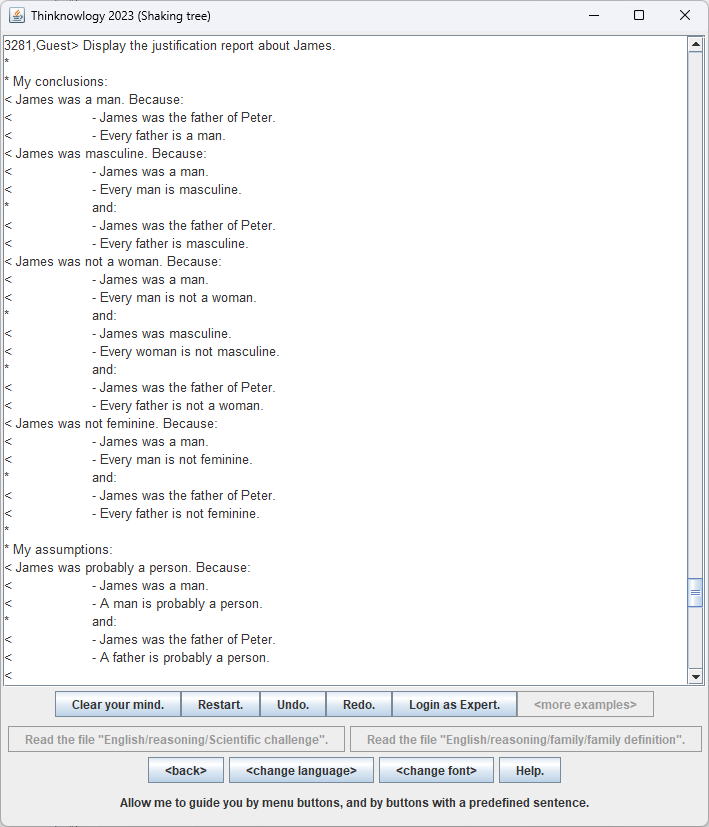 Thinknowlogy 2023 (Shaking tree)
3281,Guest> Display the justification report about James.
*
* My conclusions:
< James was a man. Because:
< - James was the father of Peter.
< - Every father is a man.
< James was masculine. Because:
< - James was a man.
< - Every man is masculine.
* and:
< - James was the father of Peter.
< - Every father is masculine.
< James was not a woman. Because:
< - James was a man.
< - Every man is not a woman.
* and:
< - James was masculine.
< - Every woman is not masculine.
* and:
< - James was the father of Peter.
< - Every father is not a woman.
< James was not feminine. Because:
< - James was a man.
< - Every man is not feminine.
* and:
< - James was the father of Peter.
< - Every father is not feminine.
*
* My assumptions:
< James was probably a person. Because:
< - James was a man.
< - A man is probably a person.
* and:
< - James was the father of Peter.
< - A father is probably a person.
<
Clear your mind. Restart. Undo. Redo. Login as Expert. <more examples>
Read the file "English/reasoning/Scientific challenge". Read the file "English/reasoning/family/family definition".
<back> <change language> <change font> Help.
Allow me to guide you by menu buttons, and by buttons with a predefined sentence.